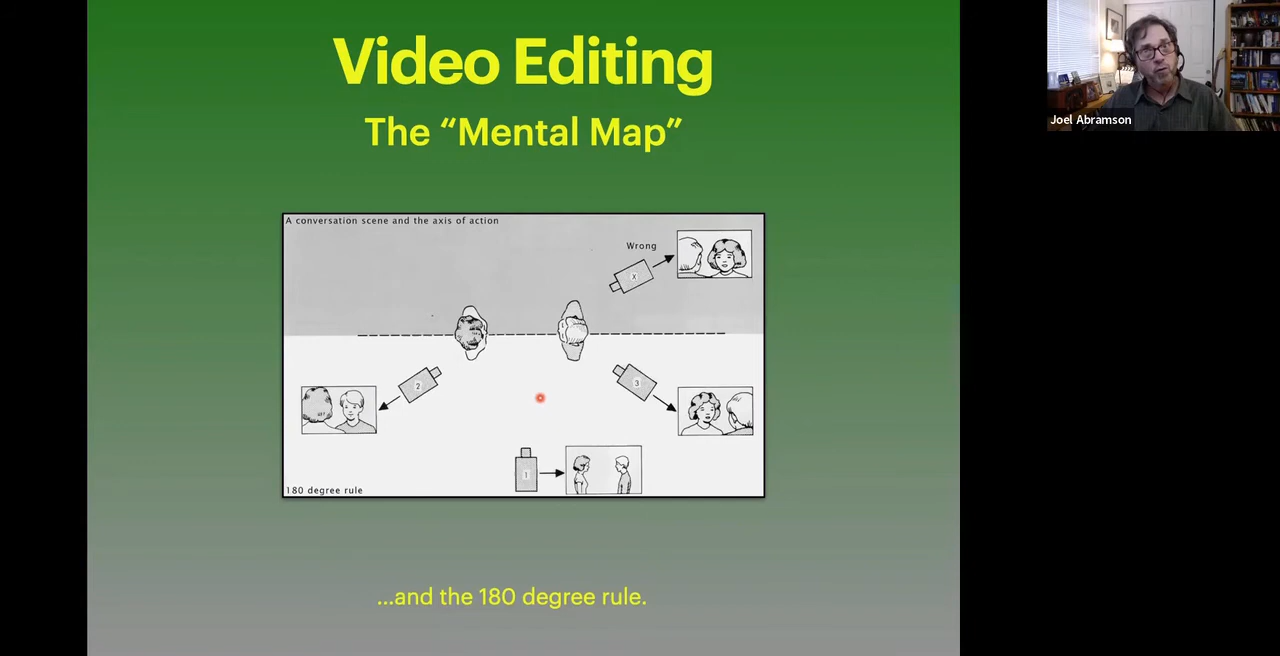 Video Editing
The “Mental Map”
A conversation scene and the axis of action
Wrong
X
2
3
1
180 degree rule
...and the 180 degree rule.
Joel Abramson